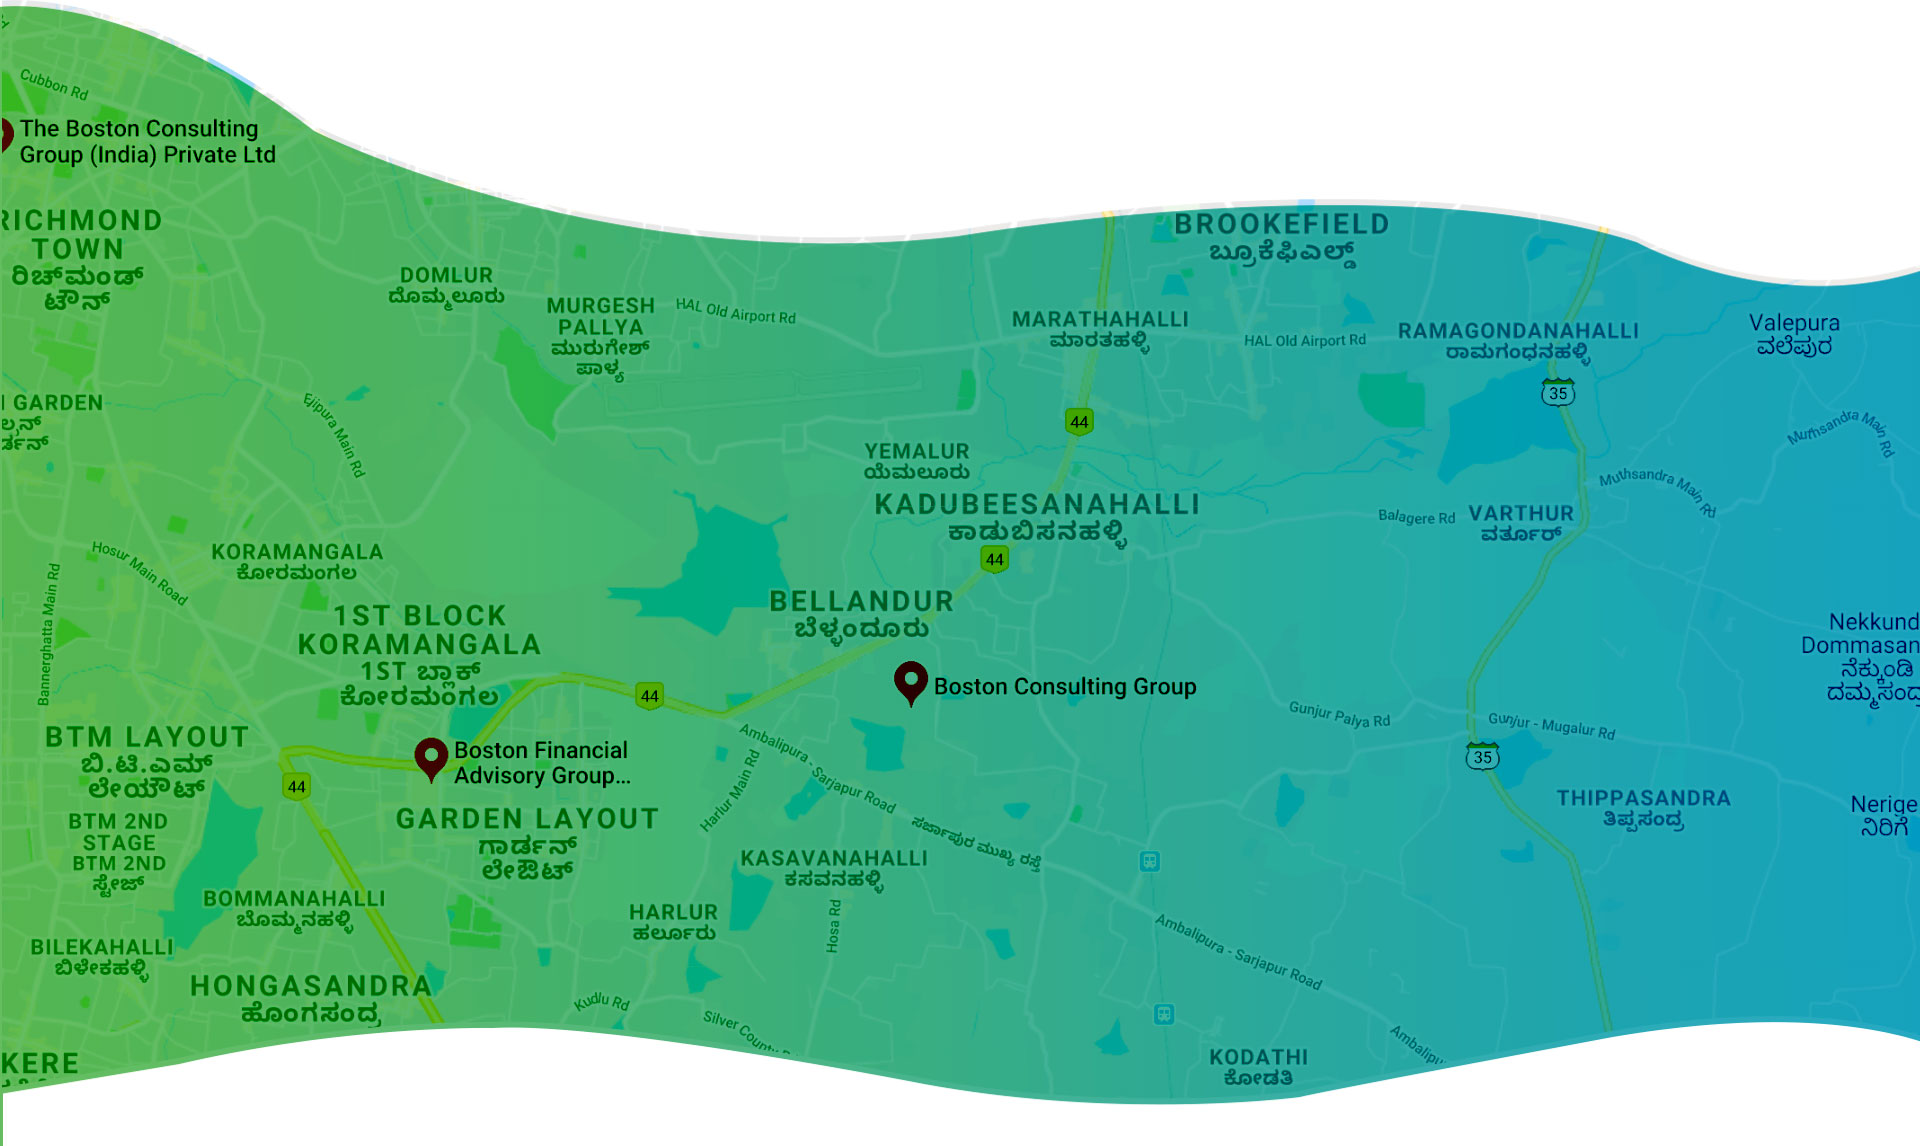 Cubbon Rd
The Boston Consulting
Group (India) Private Ltd
RICHMOND
TOWN
ರಿಚ್‌ಮಂಡ್
ಟೌನ್
DOMLUR
ದೊಮ್ಮಲೂರು
MURGESH
PALLYA
ಮುರುಗೇಶ್
ಪಾಳ್ಯ
HAL Old Airport Rd
BROOKEFIELD
ಬ್ರೂಕೆಫಿಎಲ್ಡ್
MARATHAHALLI
ಮಾರತಹಳ್ಳಿ
HAL Old Airport Rd
RAMAGONDANAHALLI
ರಾಮಗಂಧನಹಳ್ಳಿ
Valepura
ವಲೆಪುರ
35
GARDEN
Ejipura Main Rd
44
Muthsandra Main Rd
YEMALUR
ಯೆಮಲೂರು
KADUBEESANAHALLI
ಕಾಡುಬಿಸನಹಳ್ಳಿ
Muthsandra Main Rd
Balagere Rd
VARTHUR
ವರ್ತೂರ್
44
Hosur Main Road
KORAMANGALA
ಕೋರಮಂಗಲ
Bannerghatta Main Rd
1ST BLOCK
KORAMANGALA
1ST ಬ್ಲಾಕ್
ಕೋರಮಂಗಲ
BELLANDUR
ಬೆಳ್ಳಂದೂರು
Nekkund
Dommasan
ನೆಕ್ಕುಂಡಿ
ದಮ್ಮಸಂದ್ರ
44
Boston Consulting Group
Gunjur Palya Rd
Gunjur - Mugalur Rd
BTM LAYOUT
ಬಿ.ಟಿ.ಎಮ್
ಲೇಯೌಟ್
Boston Financial
Advisory Group...
44
Ambalipura - Sarjapur Road
Harlur Main Rd
35
THIPPASANDRA
ತಿಪ್ಪಸಂದ್ರ
Nerige
ನಿರಿಗೆ
BTM 2ND
STAGE
BTM 2ND
ಸ್ಟೇಜ್
GARDEN LAYOUT
ಗಾರ್ಡನ್
ಲೇಔಟ್
ಸರ್ಜಾಪುರ ಮುಖ್ಯ ರಸ್ತೆ
KASAVANAHALLI
ಕಸವನಹಳ್ಳಿ
BOMMANAHALLI
ಬೊಮ್ಮನಹಳ್ಳಿ
HARLUR
ಹರ್ಲೂರು
Hosa Rd
Ambalipura - Sarjapur Road
BILEKAHALLI
ಬಿಳೇಕಹಳ್ಳಿ
HONGASANDRA
ಹೊಂಗಸಂದ್ರ
Kudlu Rd
Silver County R
Ambalipu
KODATHI
ಕೋಡತಿ
KERE